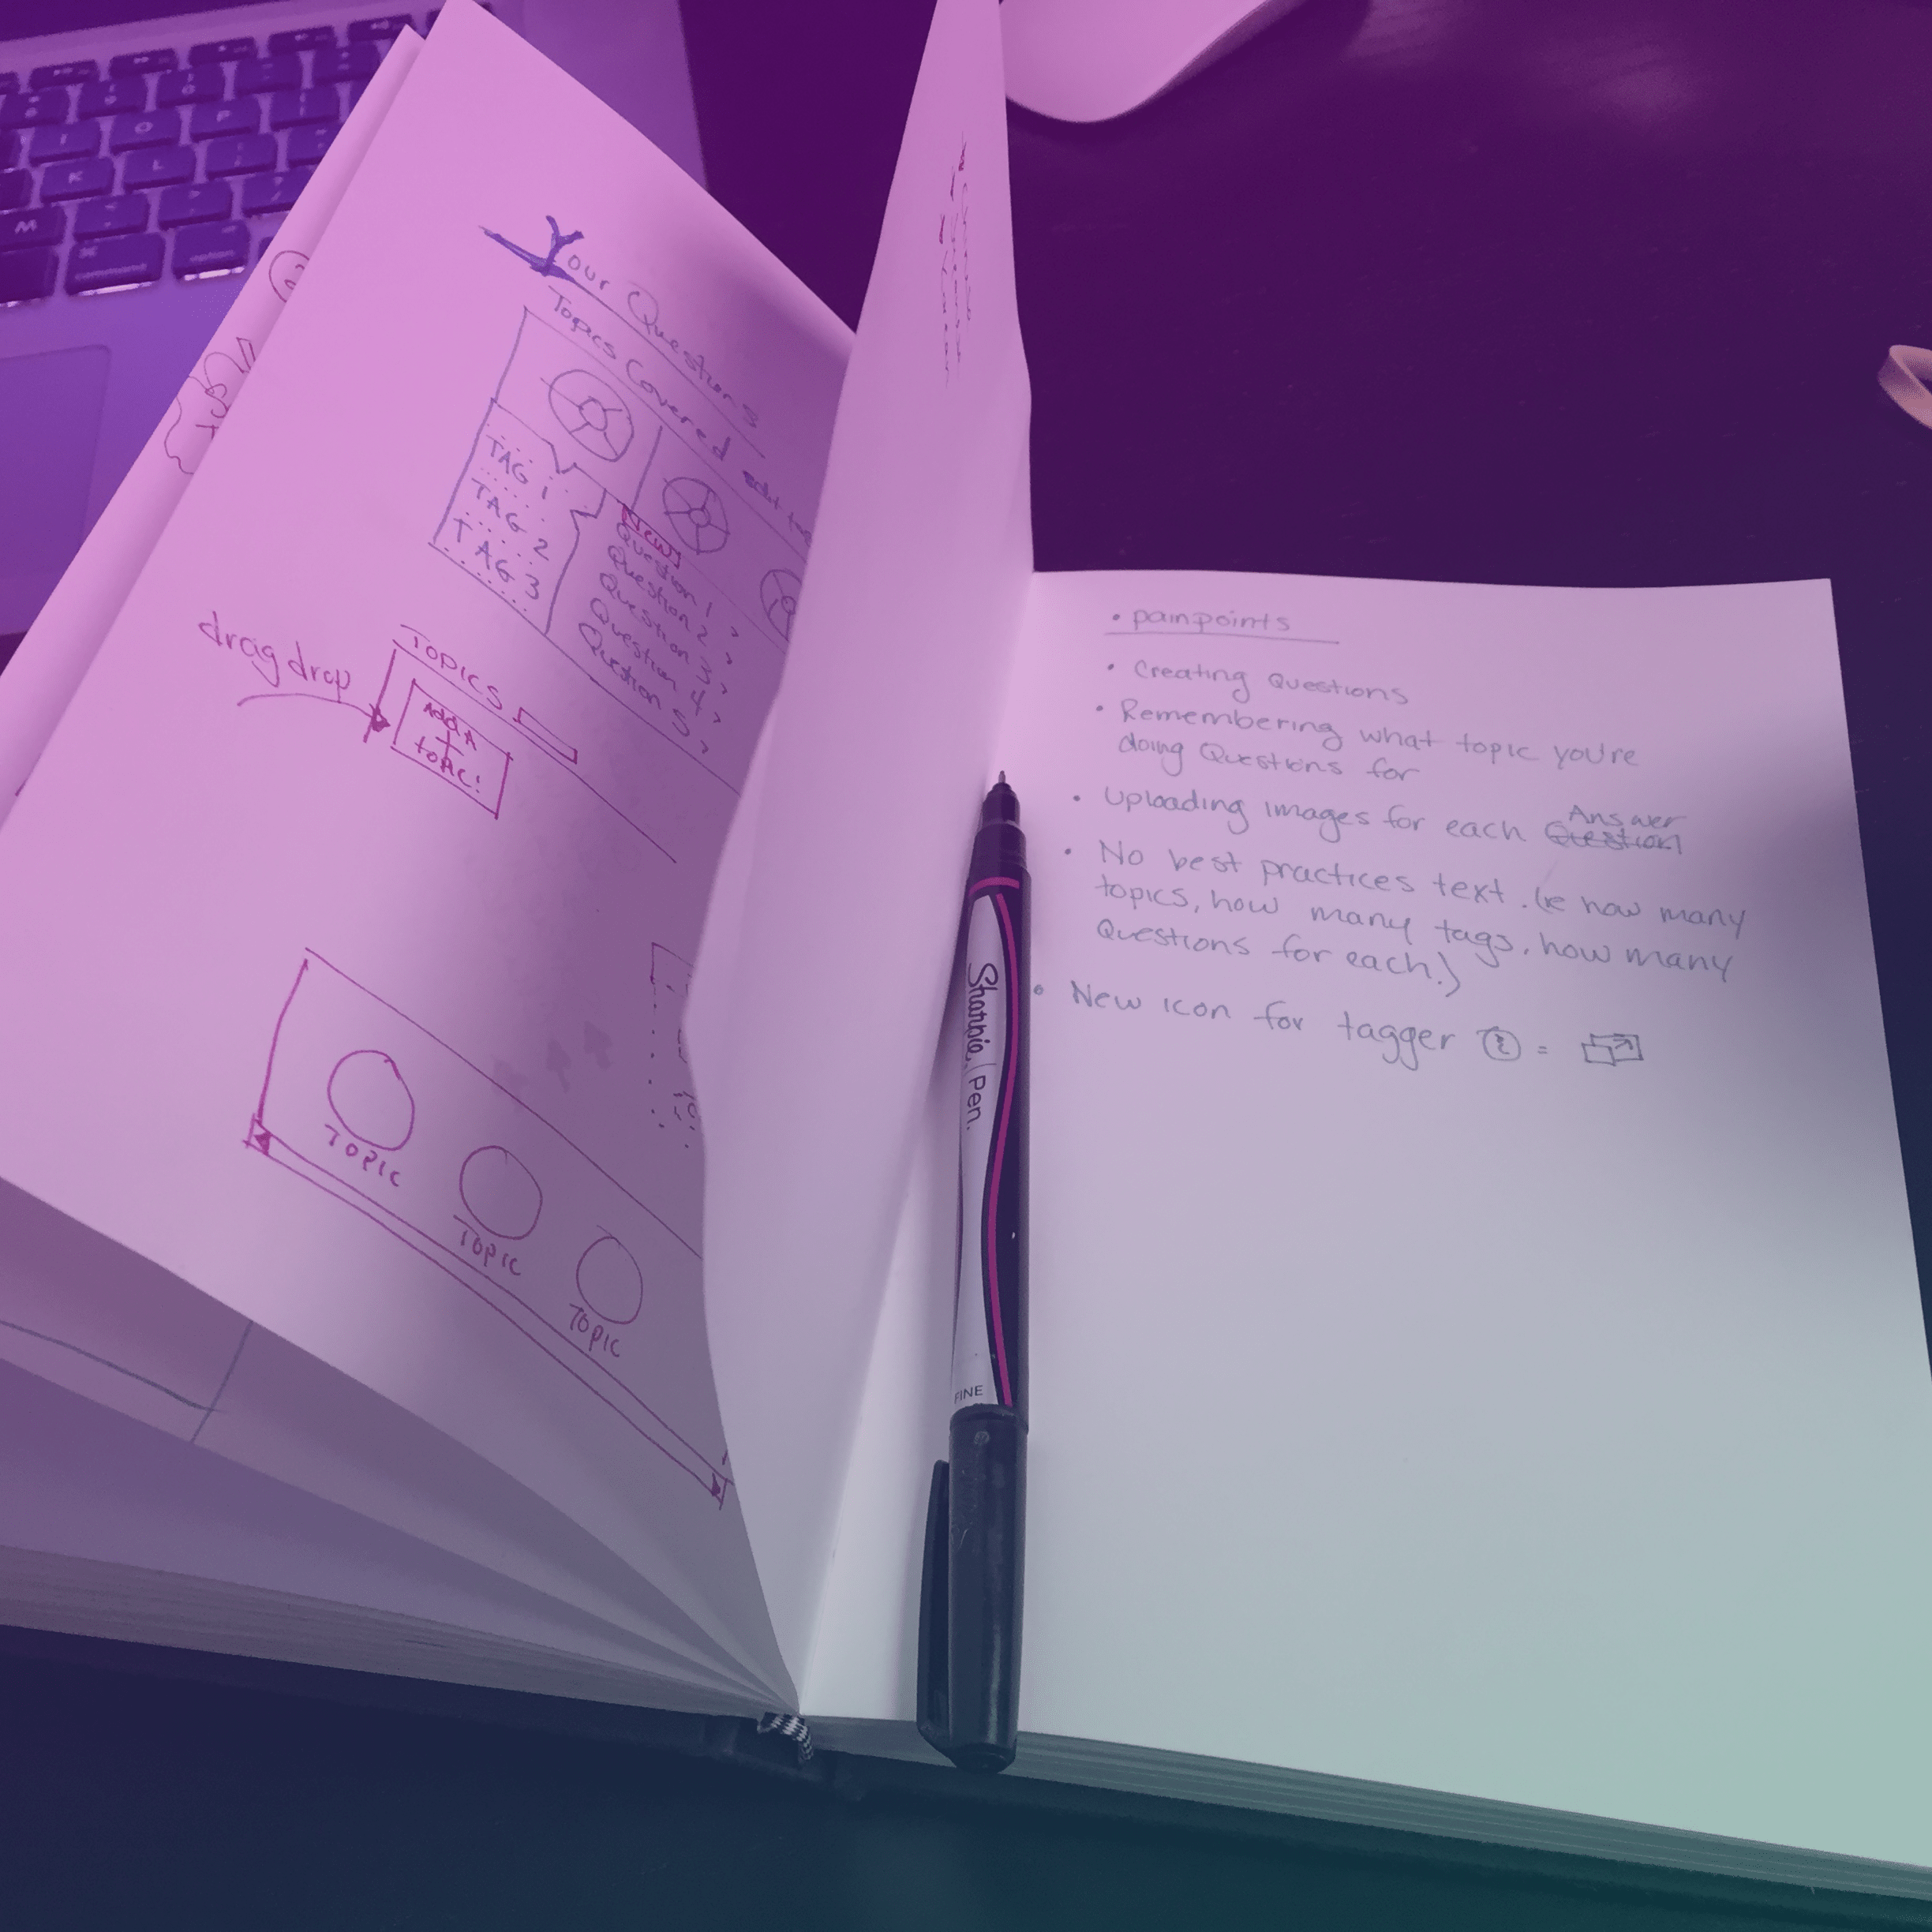 Your Questions
Topics Covered edit
TAG 1
TAG 2
TAG 3
New
Question 1 >
Question 2 >
Question 3 >
Question 4 >
Question 5 >
drag drop
TOPICS
Add A
+
topic!
TOPIC
TOPIC
TOPIC
• painpoints
• Creating Questions
• Remembering what topic you're
doing Questions for
Answer
• Uploading images for each Question
• No best practices text. (ie how many
topics, how many tags, how many
Questions for each!)
• New icon for tagger =
Sharpie Pen.
FINE
O
P
K
L
M